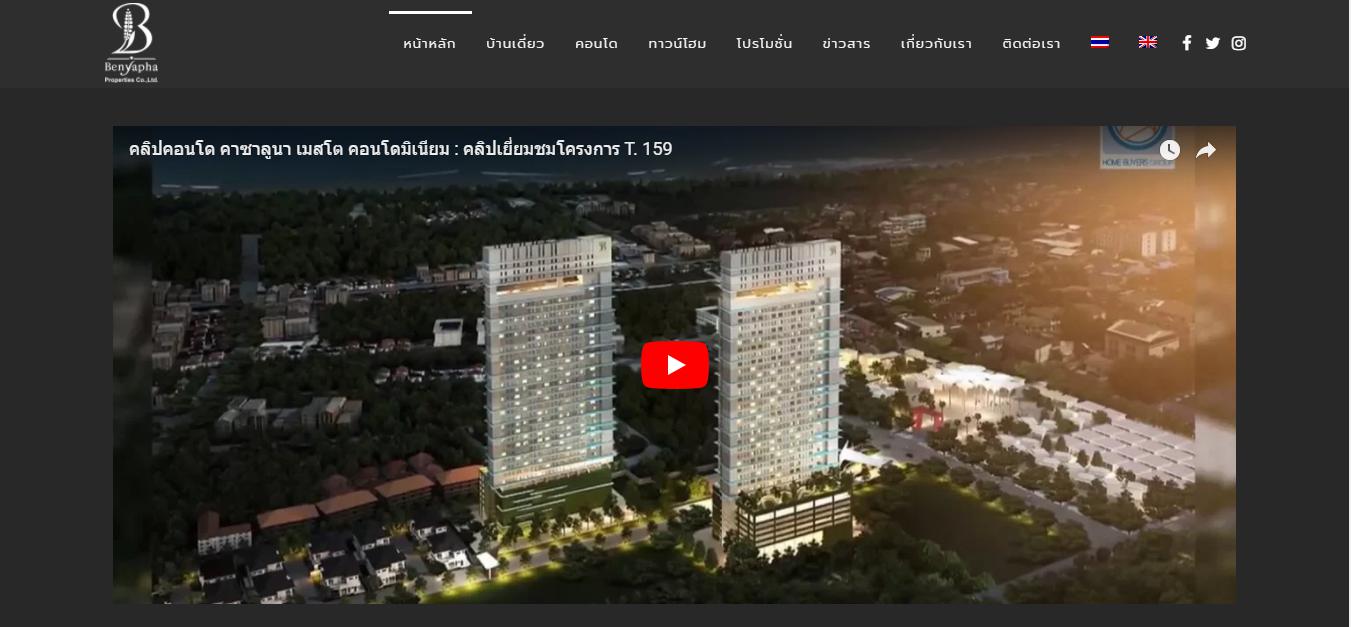 B
Benyapha
Properties Co.,Ltd.
หน้าหลัก บ้านเดี่ยว คอนโด ทาวน์โฮม โปรโมชั่น ข่าวสาร เกี่ยวกับเรา ติดต่อเรา
คลิปคอนโด คาซาลูนา เมสโด คอนโดมิเนียม : คลิปเยี่ยมชมโครงการ T. 159
HOME BUYERS GROUP